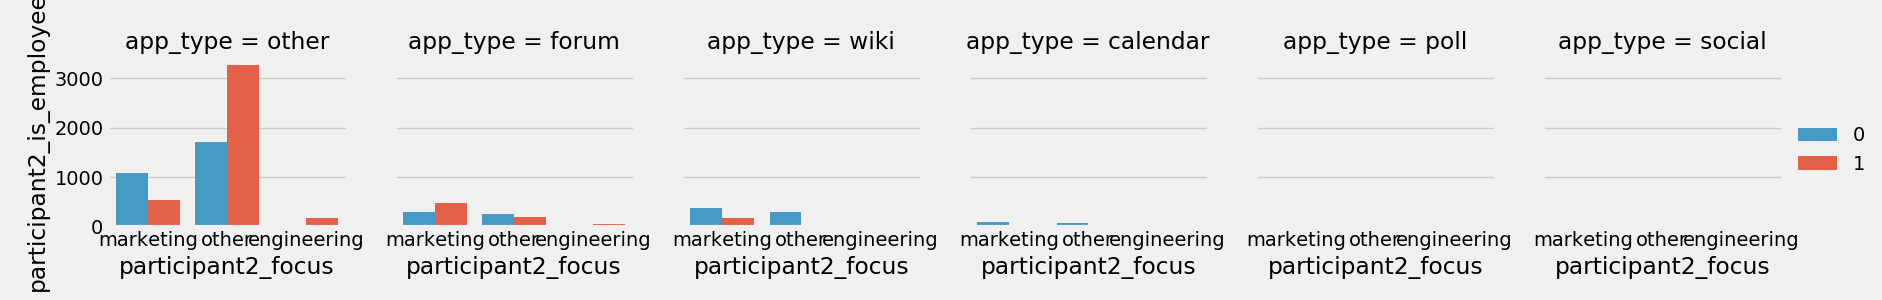 app_type = other
app_type = forum
app_type = wiki
app_type = calendar
app_type = poll
app_type = social
participant2_is_employee
3000
2000
1000
0
0
1
marketing other engineering
marketing other engineering
marketing other engineering
marketing other engineering
marketing other engineering
marketing other engineering
participant2_focus
participant2_focus
participant2_focus
participant2_focus
participant2_focus
participant2_focus